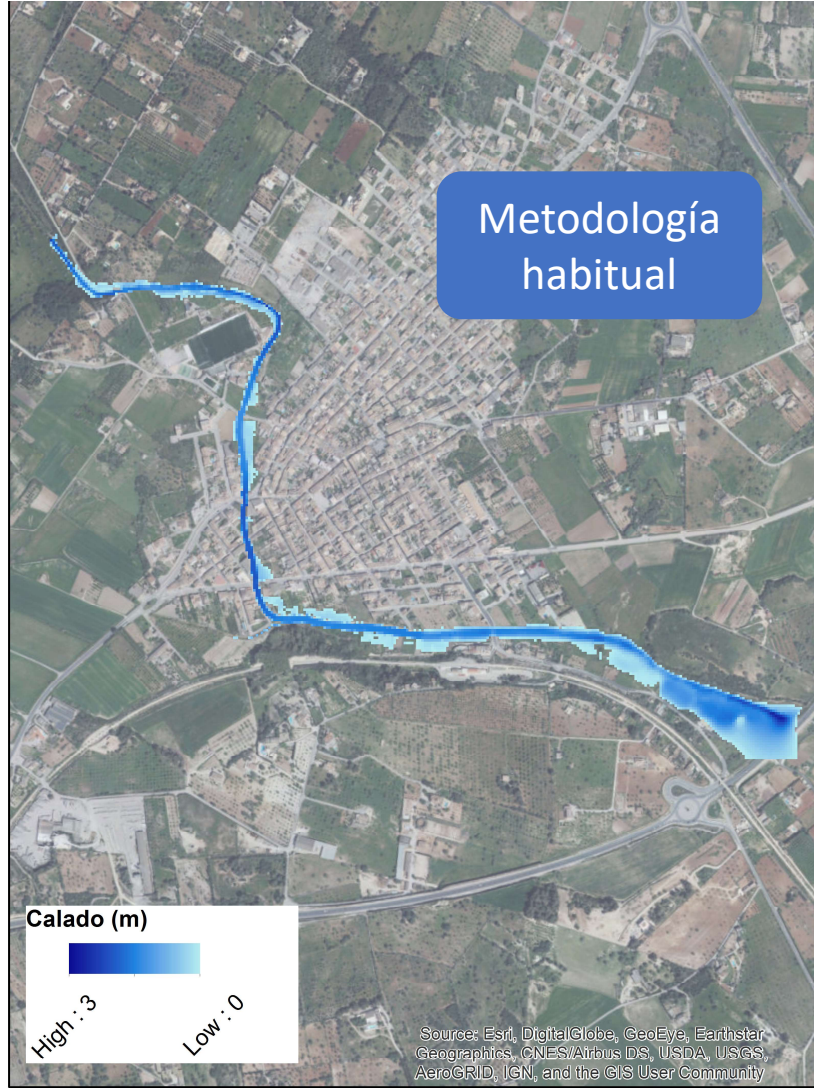 Metodología
habitual
Calado (m)
High : 3
Low : 0
Source: Esri, DigitalGlobe, GeoEye, Earthstar
Geographics, CNES/Airbus DS, USDA, USGS,
AeroGRID, IGN, and the GIS User Community